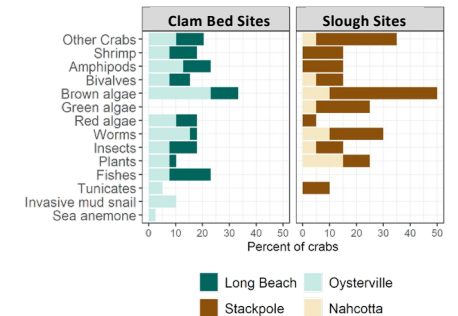 Clam Bed Sites Slough Sites
Other Crabs
Shrimp
Amphipods
Bivalves
Brown algae
Green algae
Red algae
Worms
Insects
Plants
Fishes
Tunicates
Invasive mud snail
Sea anemone
0 10 20 30 40 50 0 10 20 30 40 50
Percent of crabs
Long Beach Oysterville
Stackpole Nahcotta